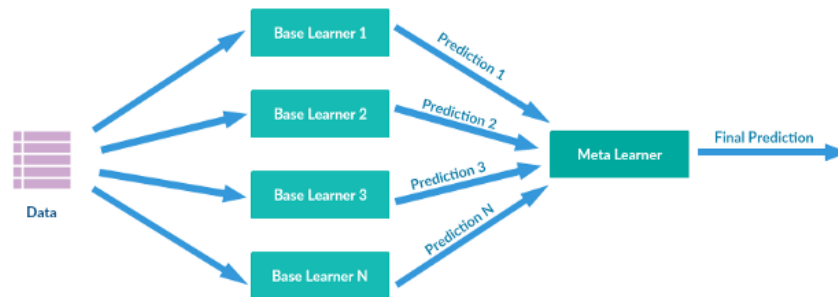 Base Learner 1
Prediction 1
Base Learner 2
Prediction 2
Meta Learner
Final Prediction
Data
Base Learner 3
Prediction 3
Base Learner N
Prediction N